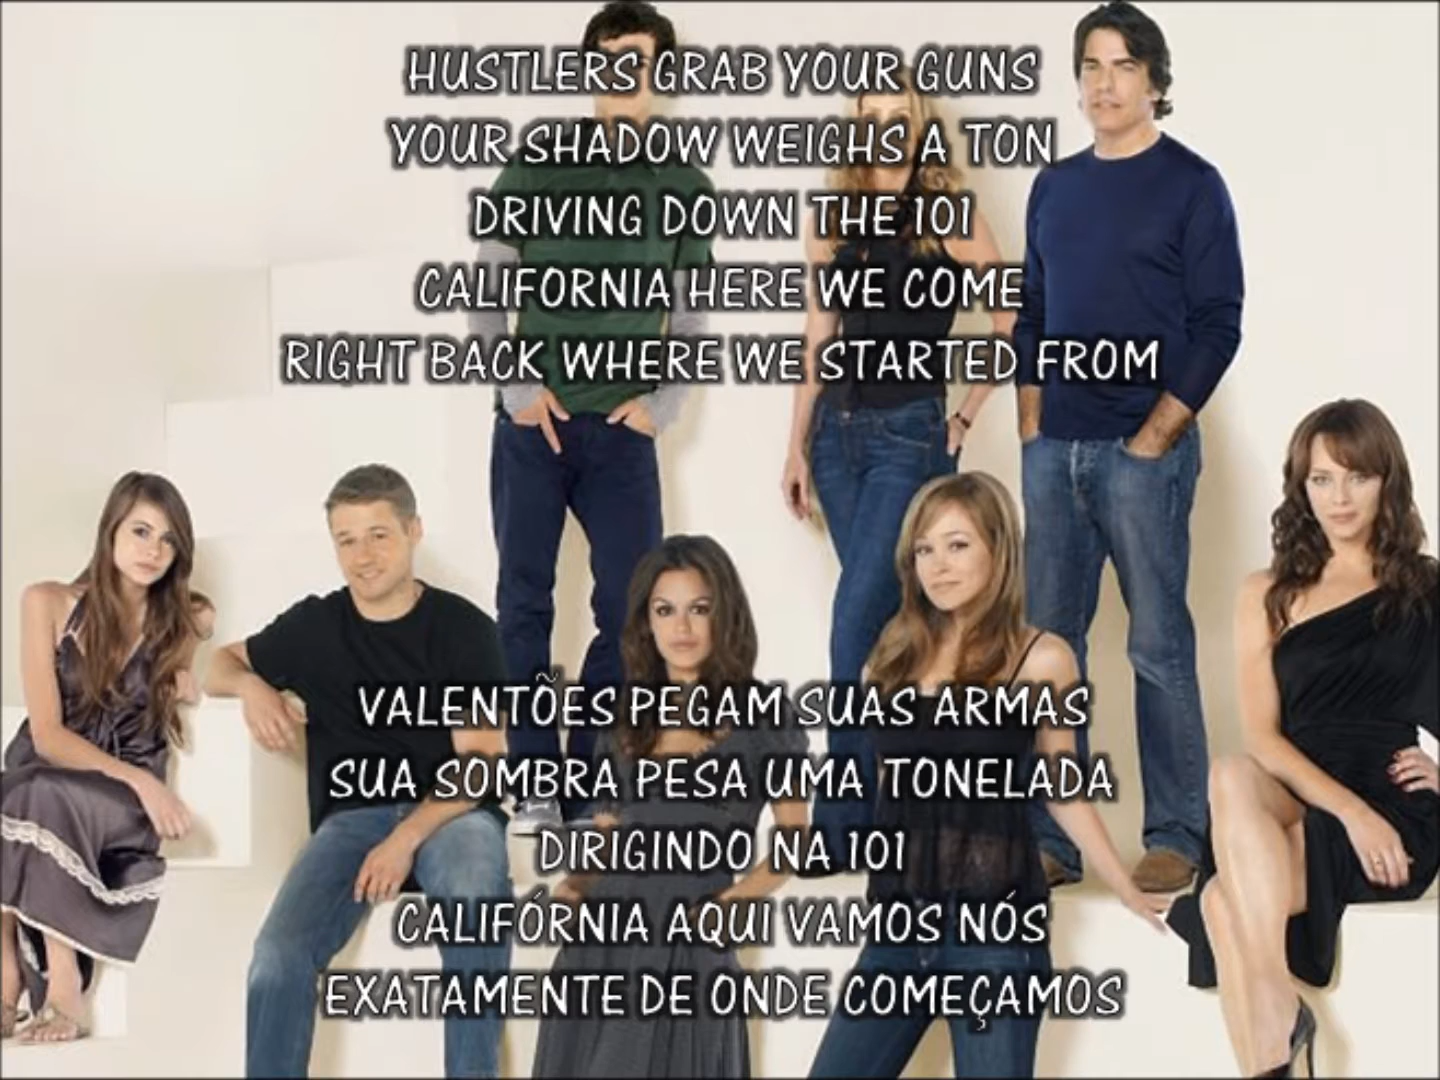 HUSTLERS GRAB YOUR GUNS
YOUR SHADOW WEIGHS A TON
DRIVING DOWN THE 101
CALIFORNIA HERE WE COME
RIGHT BACK WHERE WE STARTED FROM
VALENTÕES PEGAM SUAS ARMAS
SUA SOMBRA PESA UMA TONELADA
DIRIGINDO NA 101
CALIFÓRNIA AQUI VAMOS NÓS
EXATAMENTE DE ONDE COMEÇAMOS